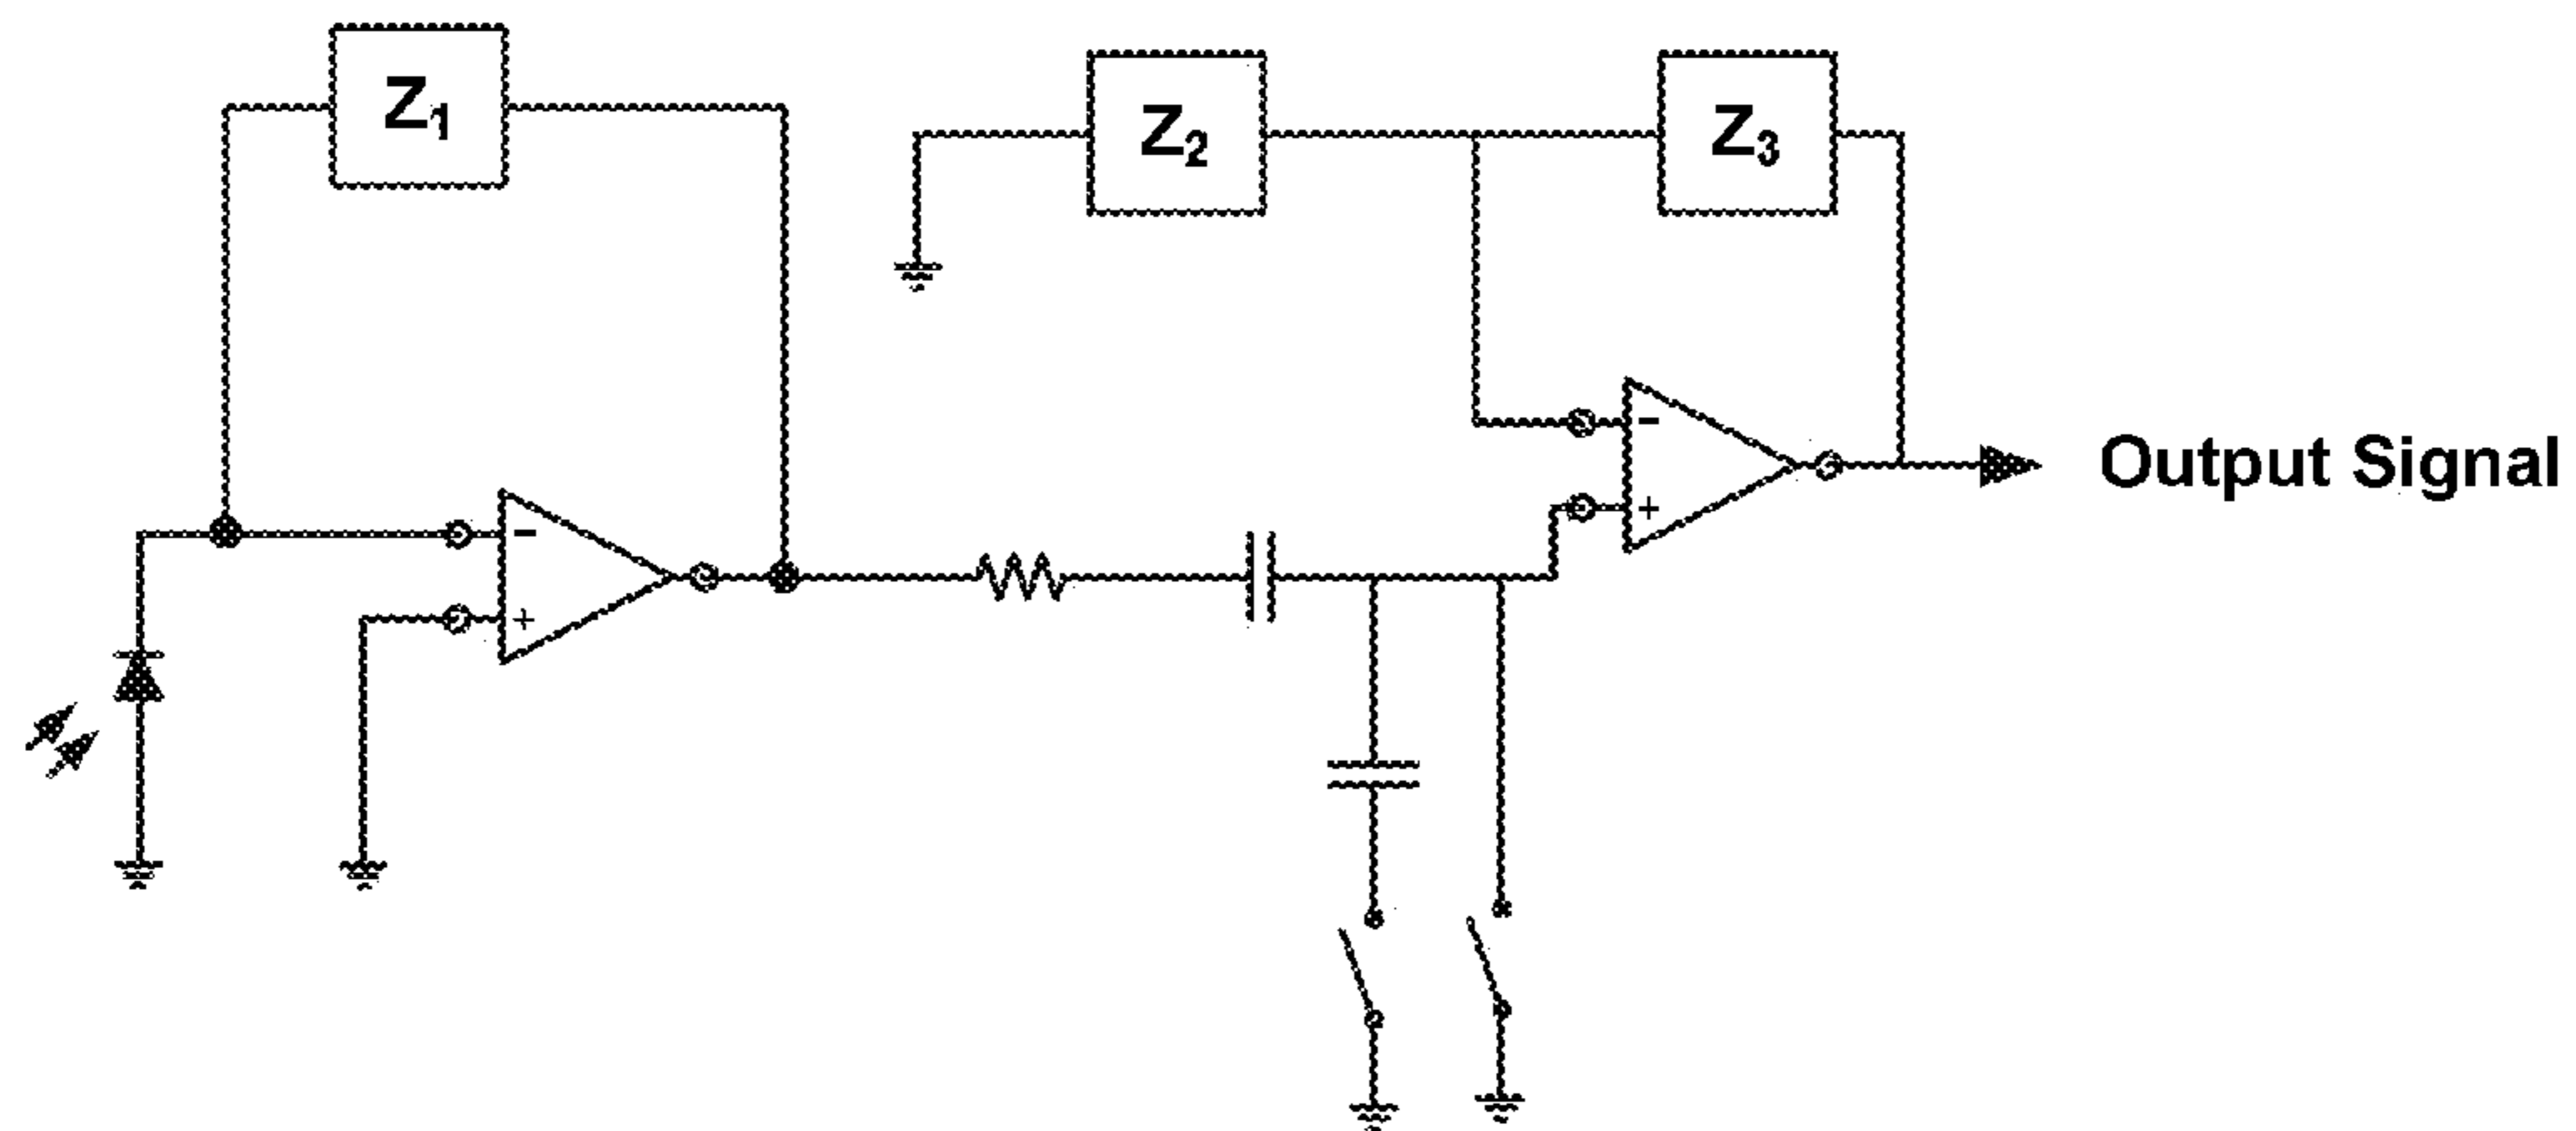 Z₁
Z₂
Z₃
-
+
-
+
Output Signal